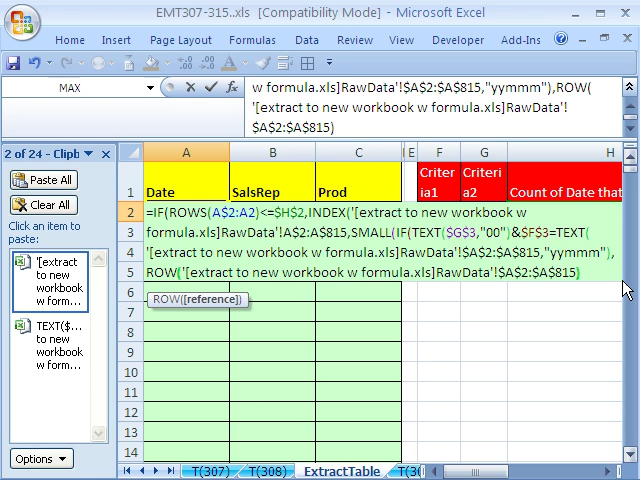 EMT307-315..xls [Compatibility Mode] - Microsoft Excel
Home Insert Formulas Data Review Developer Add-Ins
MAX
w formula.xls]RawData'!$A$2:$A$815,"yymmm"),ROW(
'[extract to new workbook w formula.xls]RawData'!
$A$2:$A$815)
2 of 24 - Clipb
Paste All
Clear All
Click an item to
paste:
'[extract
to new
workbook
w form...
TEXT($...
to new
workbook
w form...
Options
A B C E F G H
1 Date SalsRep Prod
Criter
ia1
Criteri
a2
Count of Date that
2 =IF(ROWS(A$2:A2)<=$H$2,INDEX('[extract to new workbook w
3 formula.xls]RawData'!A$2:A$815,SMALL(IF(TEXT($G$3,"00")&$F$3=TEXT(
4 '[extract to new workbook w formula.xls]RawData'!$A$2:$A$815,"yymmm"),
5 ROW('[extract to new workbook w formula.xls]RawData'!$A$2:$A$815)
6
ROW([reference])
7
8
9
10
11
12
13
14
T(307) T(308) ExtractTable T(30